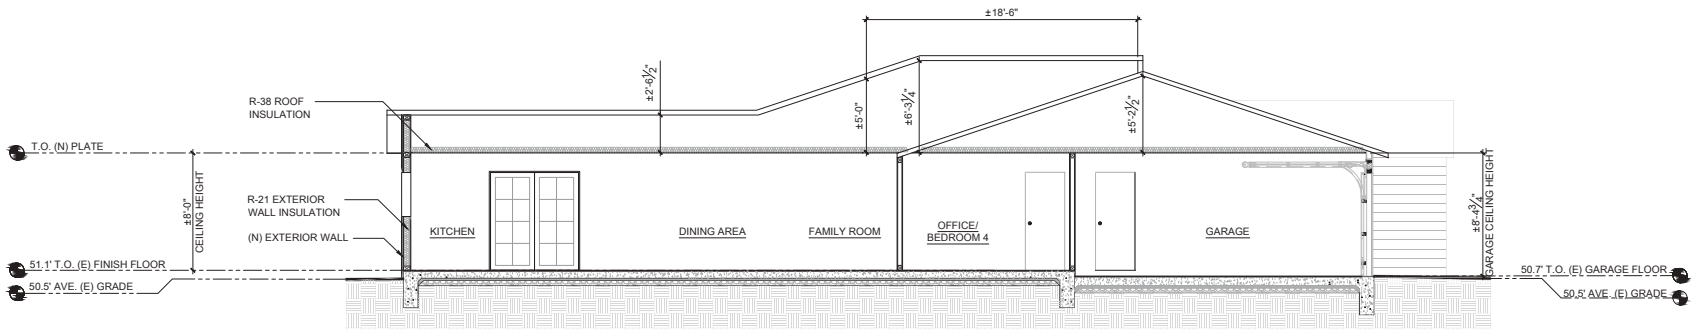 ±18'-6"
±2'-6½"
±5'-0"
±6'-3¼"
±5'-2½"
R-38 ROOF
INSULATION
T.O. (N) PLATE
±8'-0"
CEILING HEIGHT
R-21 EXTERIOR
WALL INSULATION
(N) EXTERIOR WALL
KITCHEN
DINING AREA
FAMILY ROOM
OFFICE/
BEDROOM 4
GARAGE
±8'-4¾"
GARAGE CEILING HEIGHT
51.1' T.O. (E) FINISH FLOOR
50.5' AVE. (E) GRADE
50.7' T.O. (E) GARAGE FLOOR
50.5' AVE. (E) GRADE